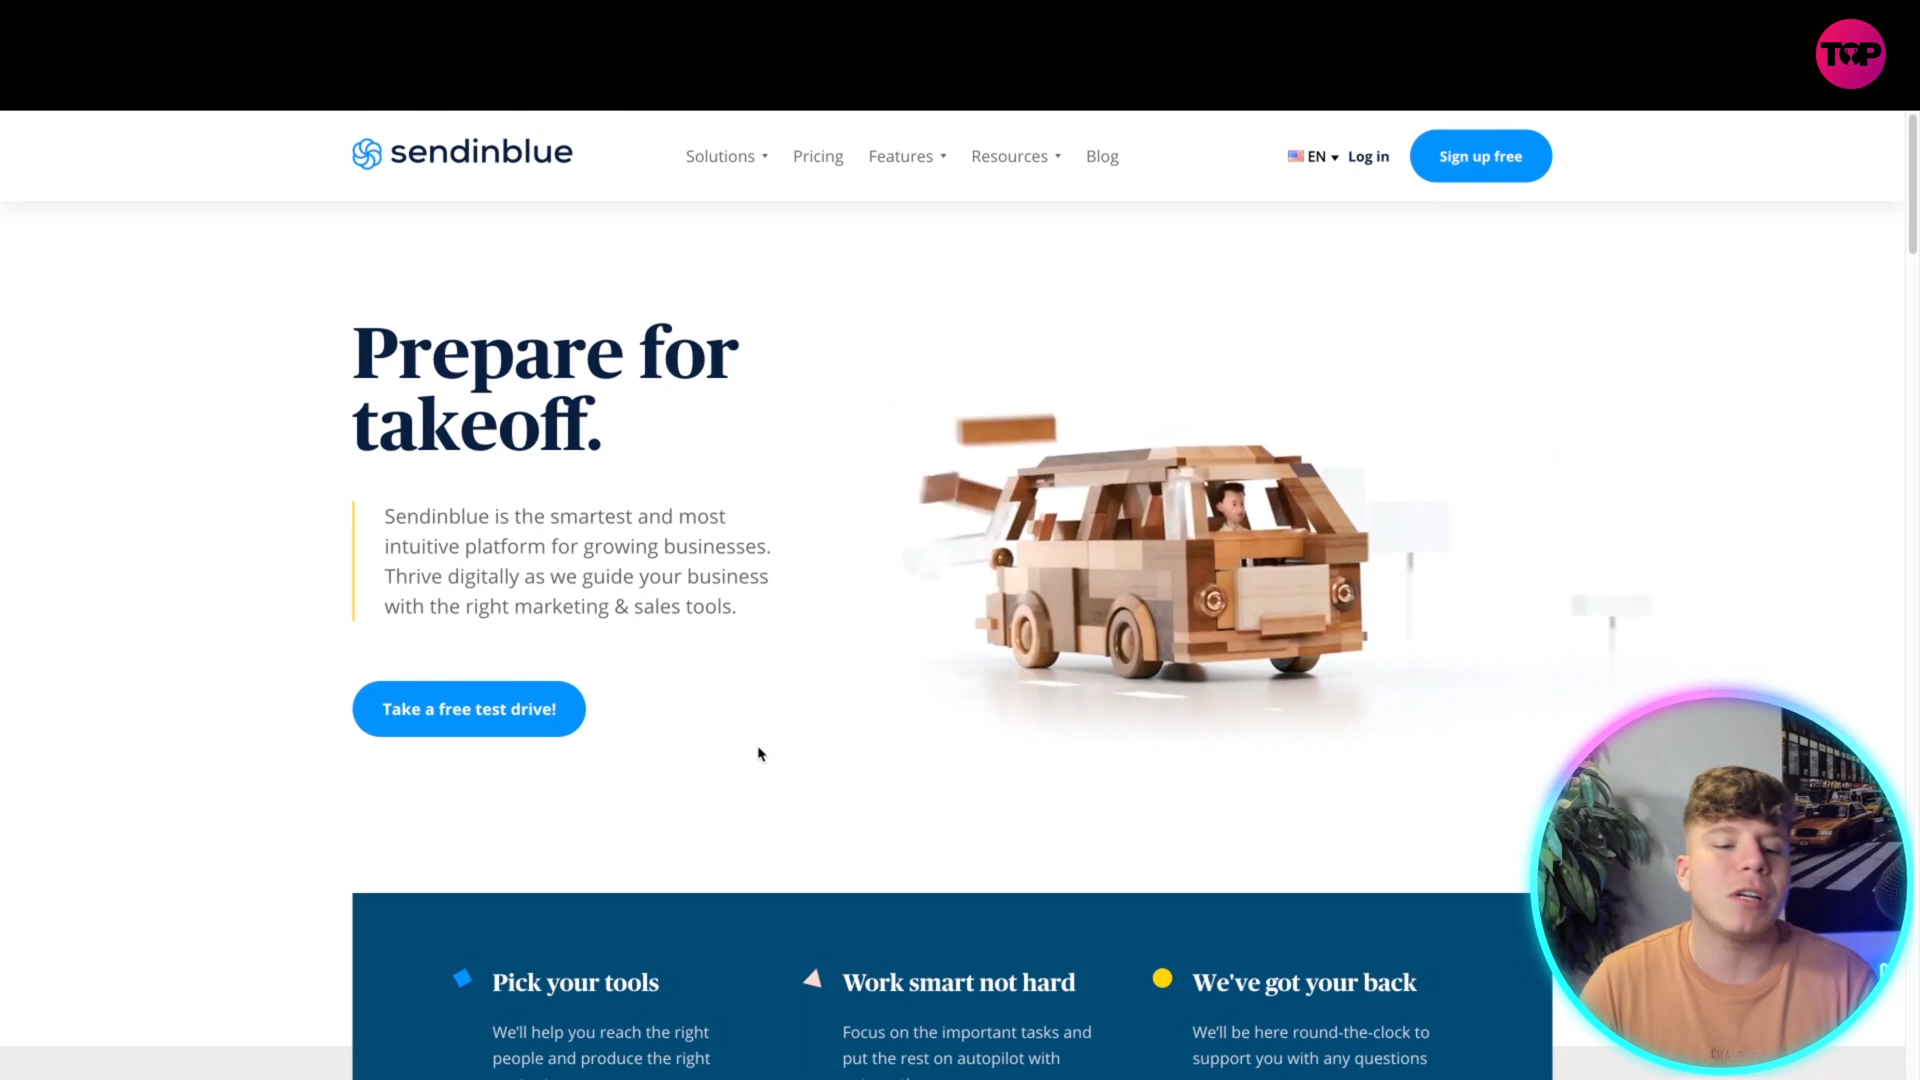 TOP
sendinblue
Solutions Pricing Features Resources Blog
EN Log in Sign up free
Prepare for
takeoff.
Sendinblue is the smartest and most
intuitive platform for growing businesses.
Thrive digitally as we guide your business
with the right marketing & sales tools.
Take a free test drive!
Pick your tools
We'll help you reach the right
people and produce the right
Work smart not hard
Focus on the important tasks and
put the rest on autopilot with
We've got your back
We'll be here round-the-clock to
support you with any questions